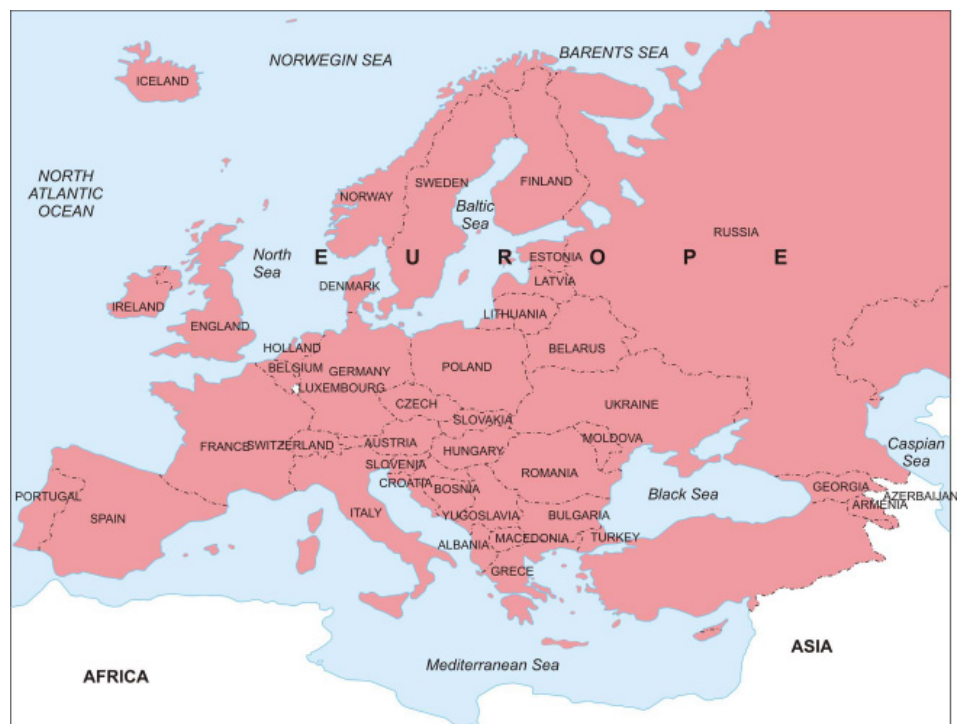 NORWEGIN SEA
BARENTS SEA
ICELAND
NORTH
ATLANTIC
OCEAN
SWEDEN
FINLAND
NORWAY
Baltic
Sea
RUSSIA
North
Sea
E U R O P E
ESTONIA
LATVIA
DENMARK
IRELAND
LITHUANIA
ENGLAND
HOLLAND
BELARUS
BELGIUM
GERMANY
POLAND
LUXEMBOURG
CZECH
UKRAINE
SLOVAKIA
FRANCE
SWITZERLAND
AUSTRIA
MOLDOVA
HUNGARY
Caspian
Sea
SLOVENIA
ROMANIA
CROATIA
BOSNIA
GEORGIA
PORTUGAL
Black Sea
AZERBAIJAN
ARMENIA
SPAIN
ITALY
YUGOSLAVIA
BULGARIA
MACEDONIA
TURKEY
ALBANIA
GRECE
ASIA
Mediterranean Sea
AFRICA